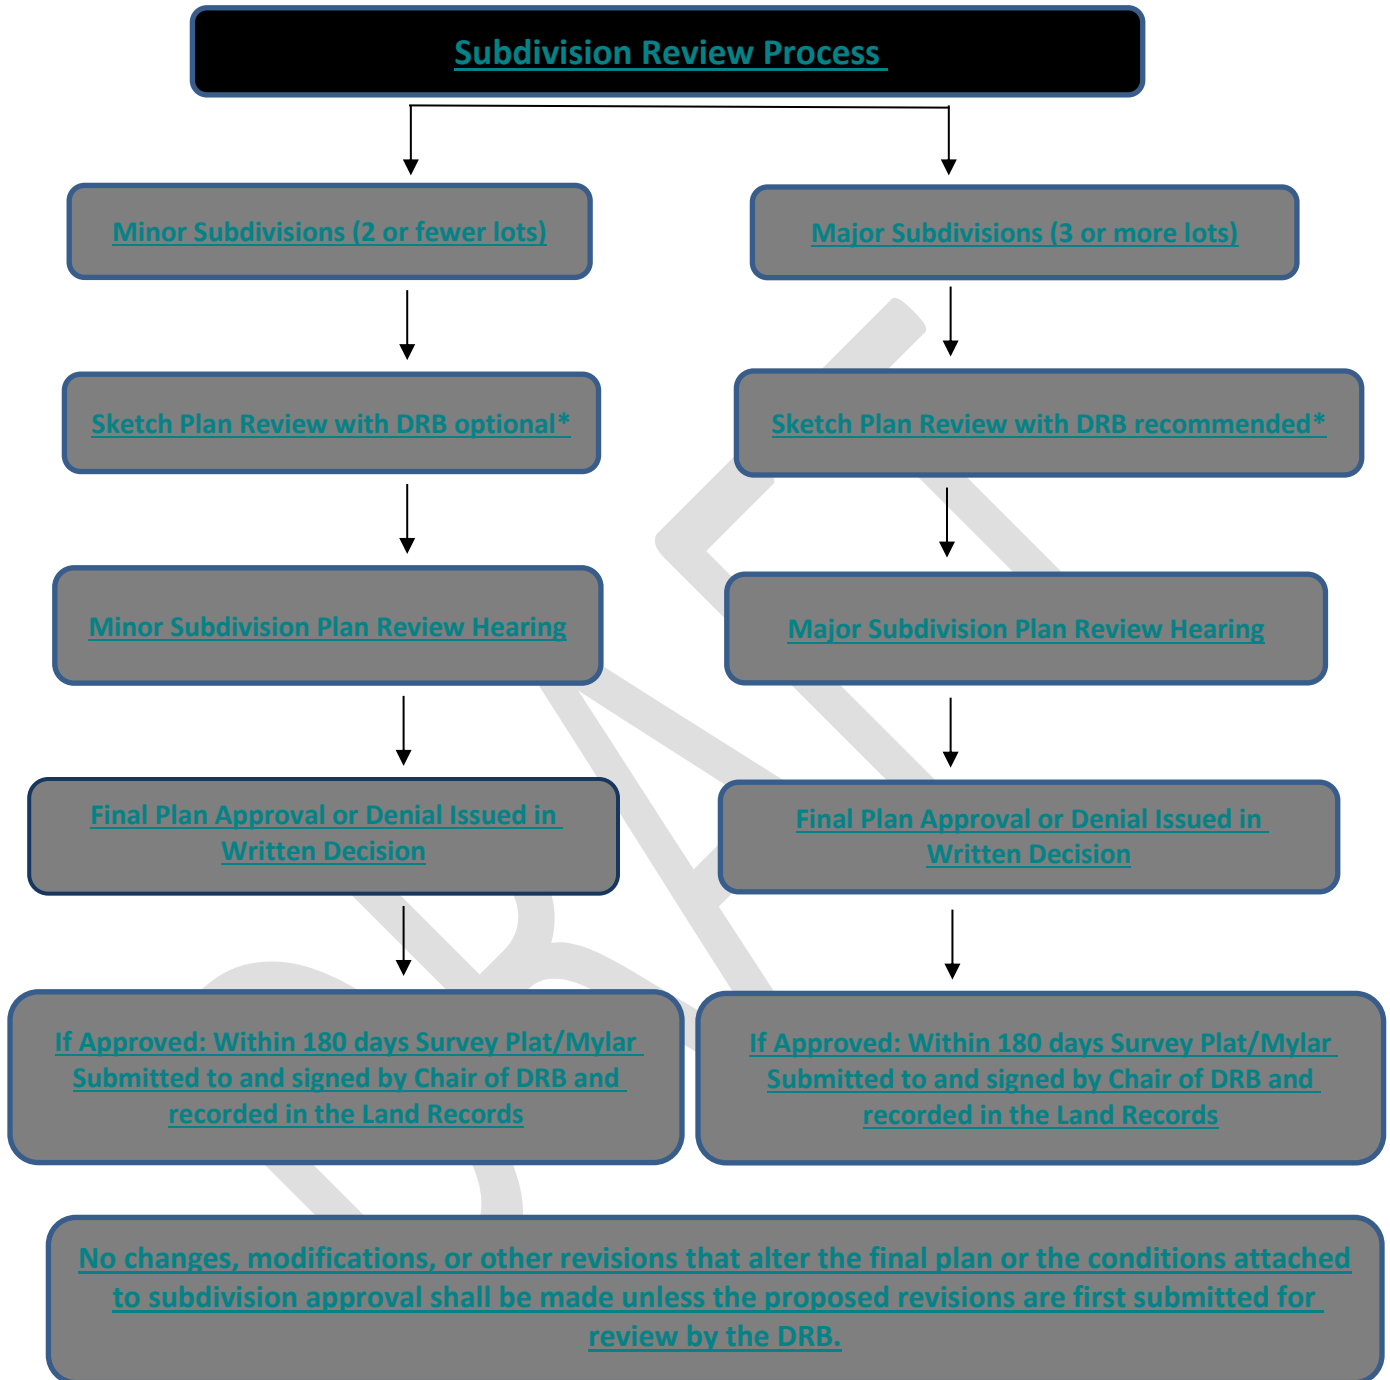 Subdivision Review Process
Minor Subdivisions (2 or fewer lots)
Major Subdivisions (3 or more lots)
Sketch Plan Review with DRB optional*
Sketch Plan Review with DRB recommended*
Minor Subdivision Plan Review Hearing
Major Subdivision Plan Review Hearing
Final Plan Approval or Denial Issued in
Written Decision
Final Plan Approval or Denial Issued in
Written Decision
If Approved: Within 180 days Survey Plat/Mylar
Submitted to and signed by Chair of DRB and
recorded in the Land Records
If Approved: Within 180 days Survey Plat/Mylar
Submitted to and signed by Chair of DRB and
recorded in the Land Records
No changes, modifications, or other revisions that alter the final plan or the conditions attached
to subdivision approval shall be made unless the proposed revisions are first submitted for
review by the DRB.
DRAFT